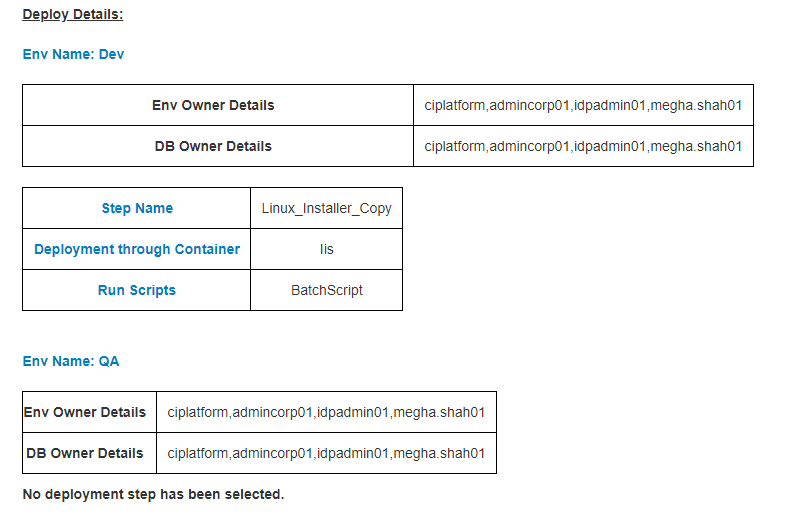 Deploy Details:
Env Name: Dev
Env Owner Details ciplatform,admincorp01,idpadmin01,megha.shah01
DB Owner Details ciplatform,admincorp01,idpadmin01,megha.shah01
Step Name Linux_Installer_Copy
Deployment through Container Iis
Run Scripts BatchScript
Env Name: QA
Env Owner Details ciplatform,admincorp01,idpadmin01,megha.shah01
DB Owner Details ciplatform,admincorp01,idpadmin01,megha.shah01
No deployment step has been selected.